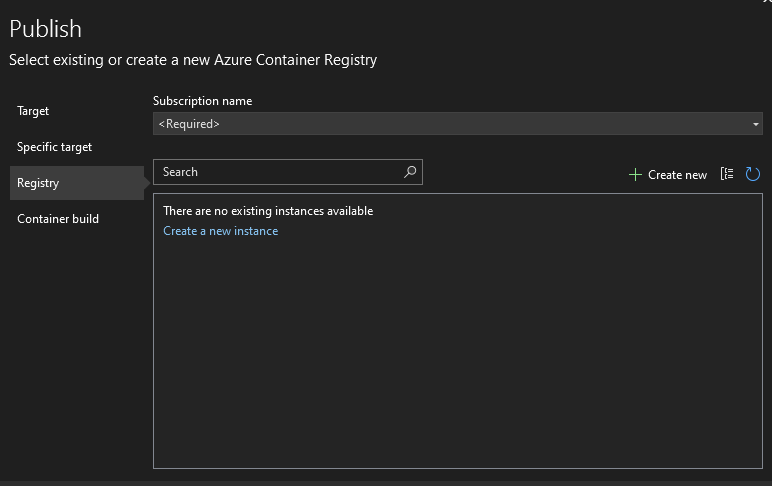 Publish
Select existing or create a new Azure Container Registry
Target
Specific target
Registry
Container build
Subscription name
<Required>
Search
Create new
There are no existing instances available
Create a new instance